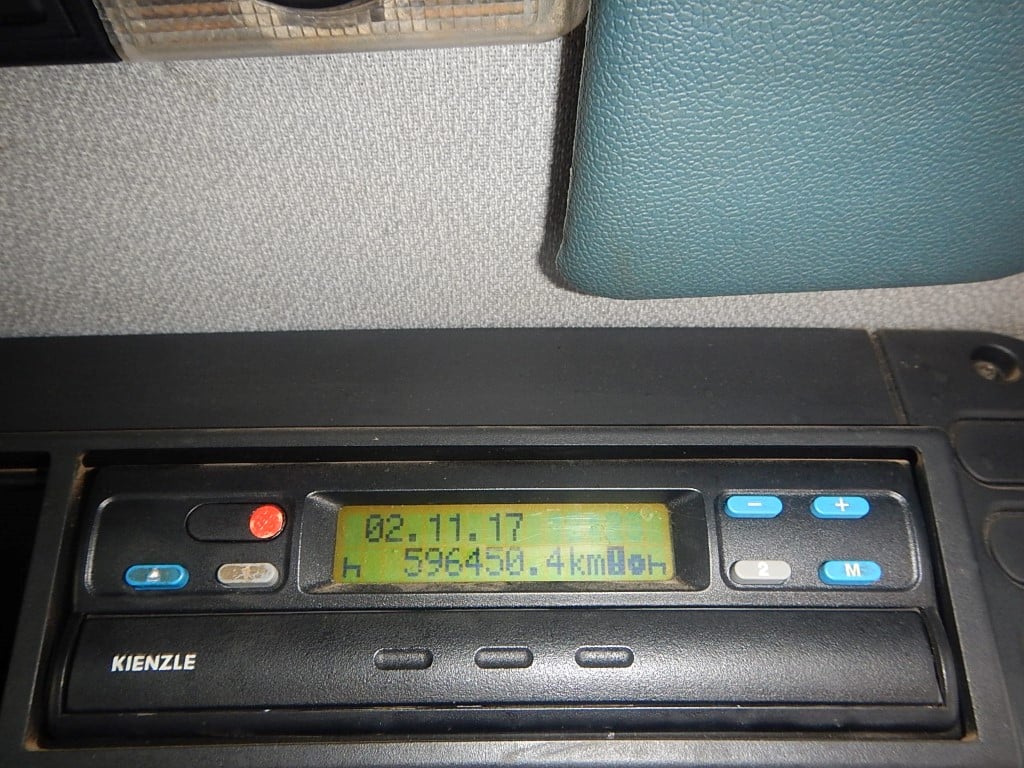 02.11.17
596450.4km
- +
2 M
KIENZLE